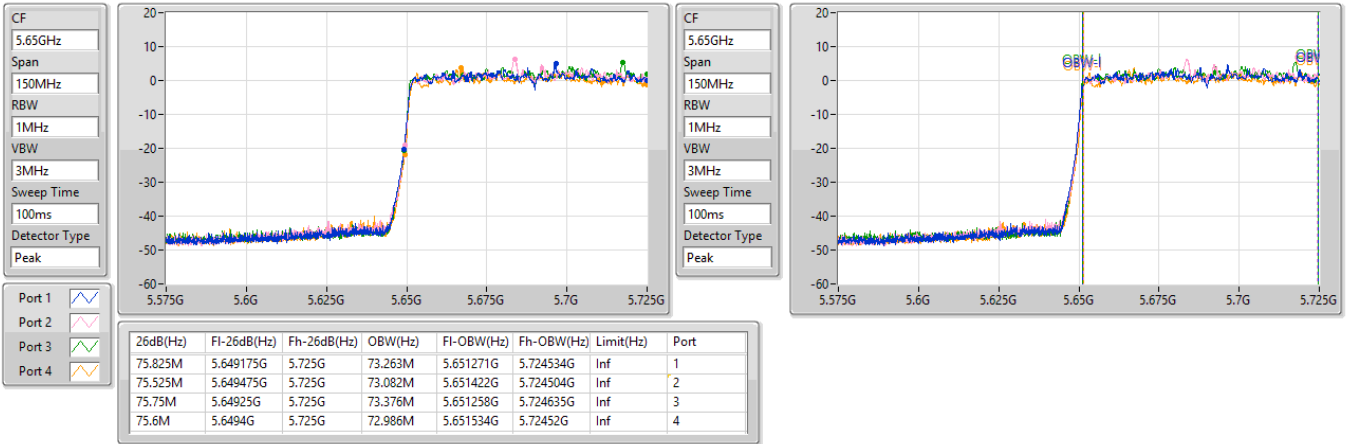 CF
5.65GHz
Span
150MHz
RBW
1MHz
VBW
3MHz
Sweep Time
100ms
Detector Type
Peak
Port 1
Port 2
Port 3
Port 4
20
10
0
-10
-20
-30
-40
-50
-60
5.575G 5.6G 5.625G 5.65G 5.675G 5.7G 5.725G
CF
5.65GHz
Span
150MHz
RBW
1MHz
VBW
3MHz
Sweep Time
100ms
Detector Type
Peak
20
10
0
-10
-20
-30
-40
-50
-60
OBW-l
OBW
5.575G 5.6G 5.625G 5.65G 5.675G 5.7G 5.725G
26dB(Hz) Fl-26dB(Hz) Fh-26dB(Hz) OBW(Hz) Fl-OBW(Hz) Fh-OBW(Hz) Limit(Hz) Port
75.825M 5.649175G 5.725G 73.263M 5.651271G 5.724534G Inf 1
75.525M 5.649475G 5.725G 73.082M 5.651422G 5.724504G Inf 2
75.75M 5.64925G 5.725G 73.376M 5.651258G 5.724635G Inf 3
75.6M 5.6494G 5.725G 72.986M 5.651534G 5.72452G Inf 4